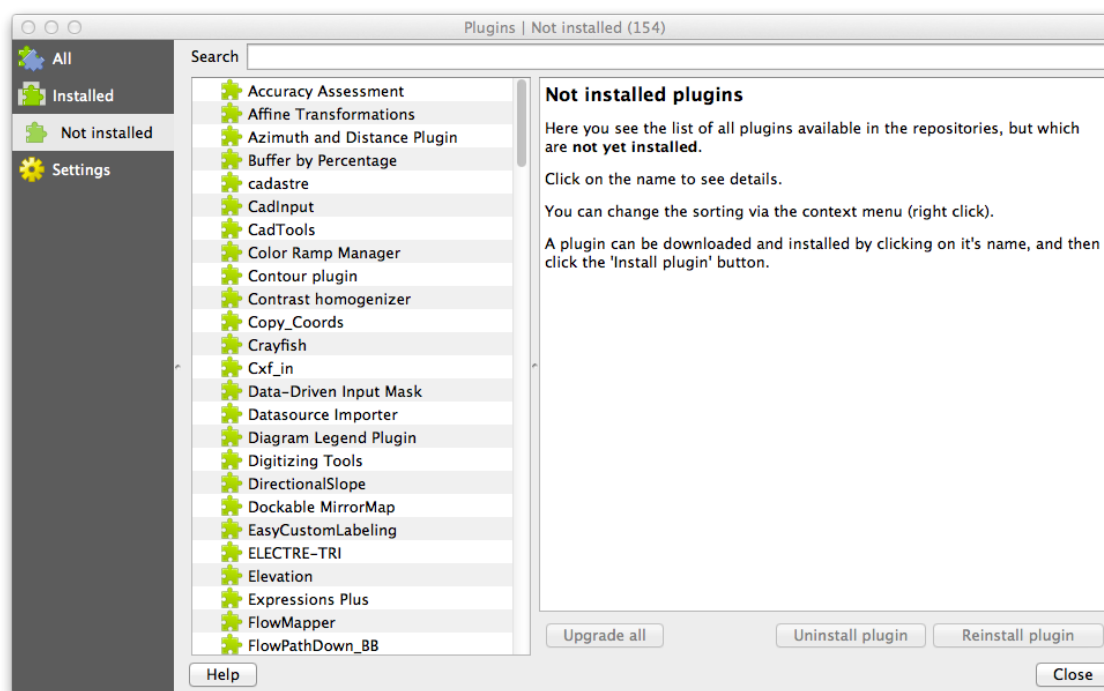 Plugins | Not installed (154)
All
Installed
Not installed
Settings
Search
Accuracy Assessment
Affine Transformations
Azimuth and Distance Plugin
Buffer by Percentage
cadastre
CadInput
CadTools
Color Ramp Manager
Contour plugin
Contrast homogenizer
Copy_Coords
Crayfish
Cxf_in
Data-Driven Input Mask
Datasource Importer
Diagram Legend Plugin
Digitizing Tools
DirectionalSlope
Dockable MirrorMap
EasyCustomLabeling
ELECTRE-TRI
Elevation
Expressions Plus
FlowMapper
FlowPathDown_BB
Not installed plugins
Here you see the list of all plugins available in the repositories, but which
are not yet installed.
Click on the name to see details.
You can change the sorting via the context menu (right click).
A plugin can be downloaded and installed by clicking on it's name, and then
click the 'Install plugin' button.
Upgrade all
Uninstall plugin
Reinstall plugin
Help
Close